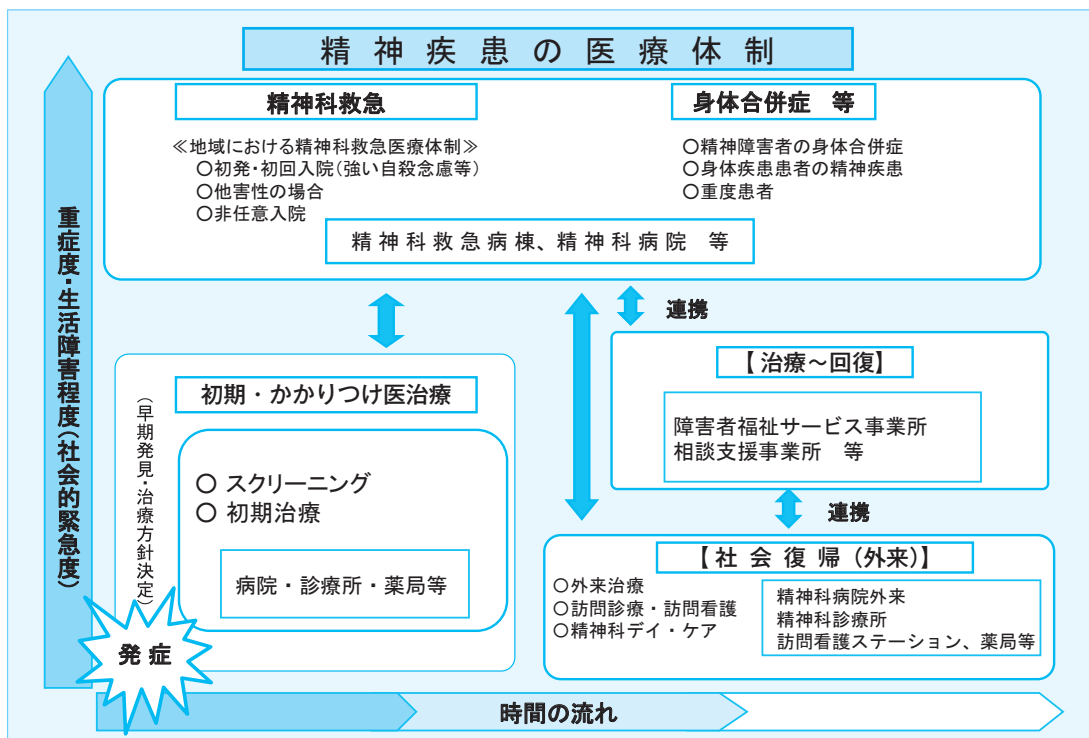 精神疾患の医療体制
精神科救急
≪地域における精神科救急医療体制≫
○初発・初回入院(強い自殺念慮等)
○他害性の場合
○非任意入院
身体合併症 等
○精神障害者の身体合併症
○身体疾患患者の精神疾患
○重度患者
精神科救急病棟、精神科病院 等
重症度・生活障害程度(社会的緊急度)
連携
初期・かかりつけ医治療
(早期発見・治療方針決定)
○ スクリーニング
○ 初期治療
病院・診療所・薬局等
発症
【治療～回復】
障害者福祉サービス事業所
相談支援事業所 等
連携
【社会復帰(外来)】
○外来治療
○訪問診療・訪問看護
○精神科デイ・ケア
精神科病院外来
精神科診療所
訪問看護ステーション、薬局等
時間の流れ